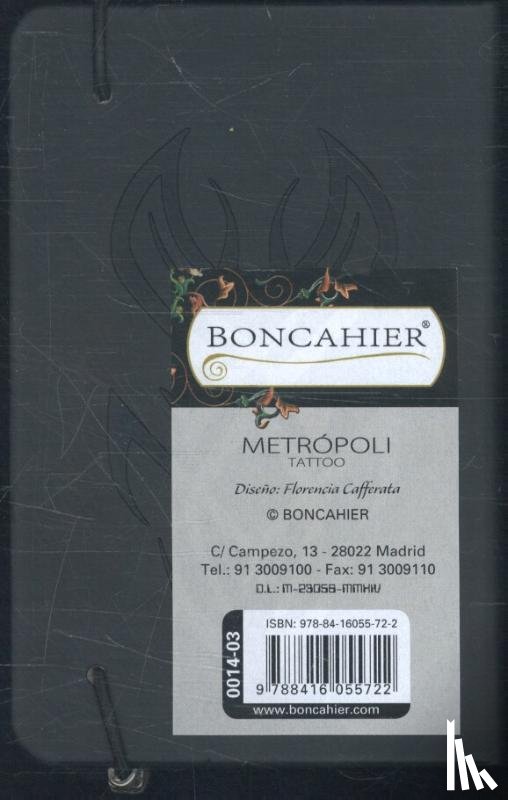 BONCAHIER®
METRÓPOLI
TATTOO
Diseño: Florencia Cafferata
© BONCAHIER
C/ Campezo, 13 - 28022 Madrid
Tel.: 91 3009100 - Fax: 91 3009110
D.L.: M-23056-MMXIV
0014-03
ISBN: 978-84-16055-72-2
9 788416 055722
www.boncahier.com